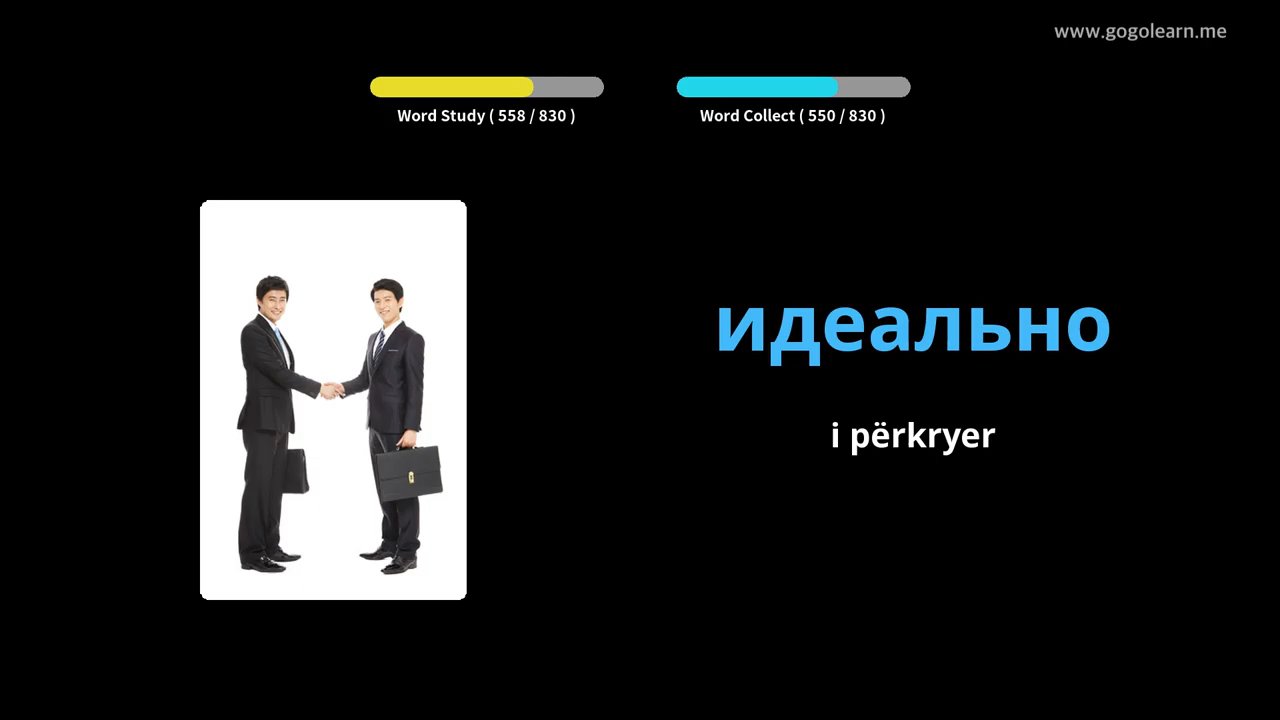 www.gogolearn.me
Word Study ( 558 / 830 )
Word Collect ( 550 / 830 )
идеально
i përkryer